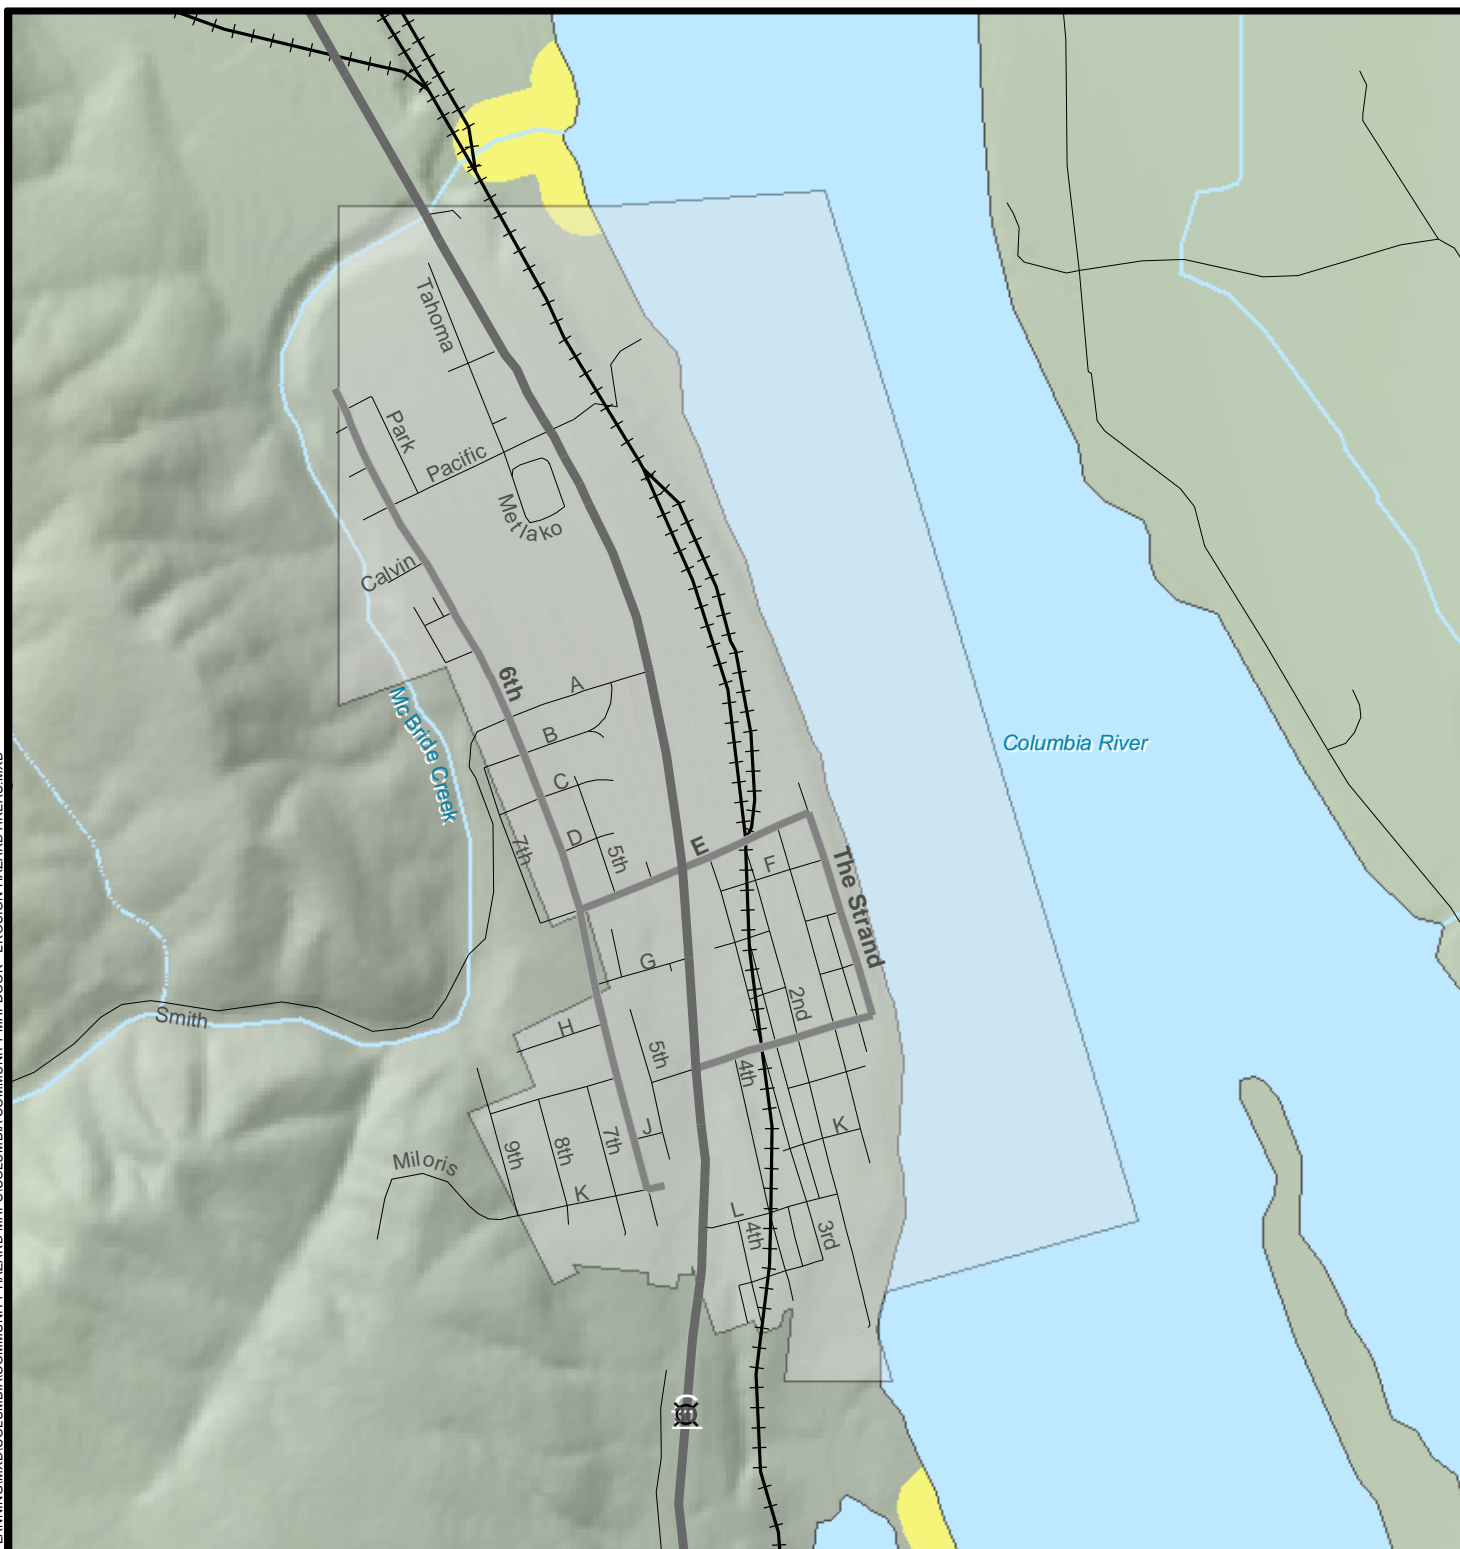 Tahoma
Park
Pacific
Metlako
Calvin
6th
A
B
McBride Creek
C
Columbia River
D
7th
5th
E
F
The Strand
G
2nd
Smith
H
5th
4th
J
K
9th
8th
7th
Miloris
K
L
4th
3rd